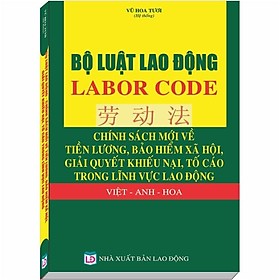 VŨ HOA TƯƠI
(Hệ thống)
BỘ LUẬT LAO ĐỘNG
LABOR CODE
劳动法
CHÍNH SÁCH MỚI VỀ
TIỀN LƯƠNG, BẢO HIỂM XÃ HỘI,
GIẢI QUYẾT KHIẾU NẠI, TỐ CÁO
TRONG LĨNH VỰC LAO ĐỘNG
VIỆT - ANH - HOA
NHÀ XUẤT BẢN LAO ĐỘNG